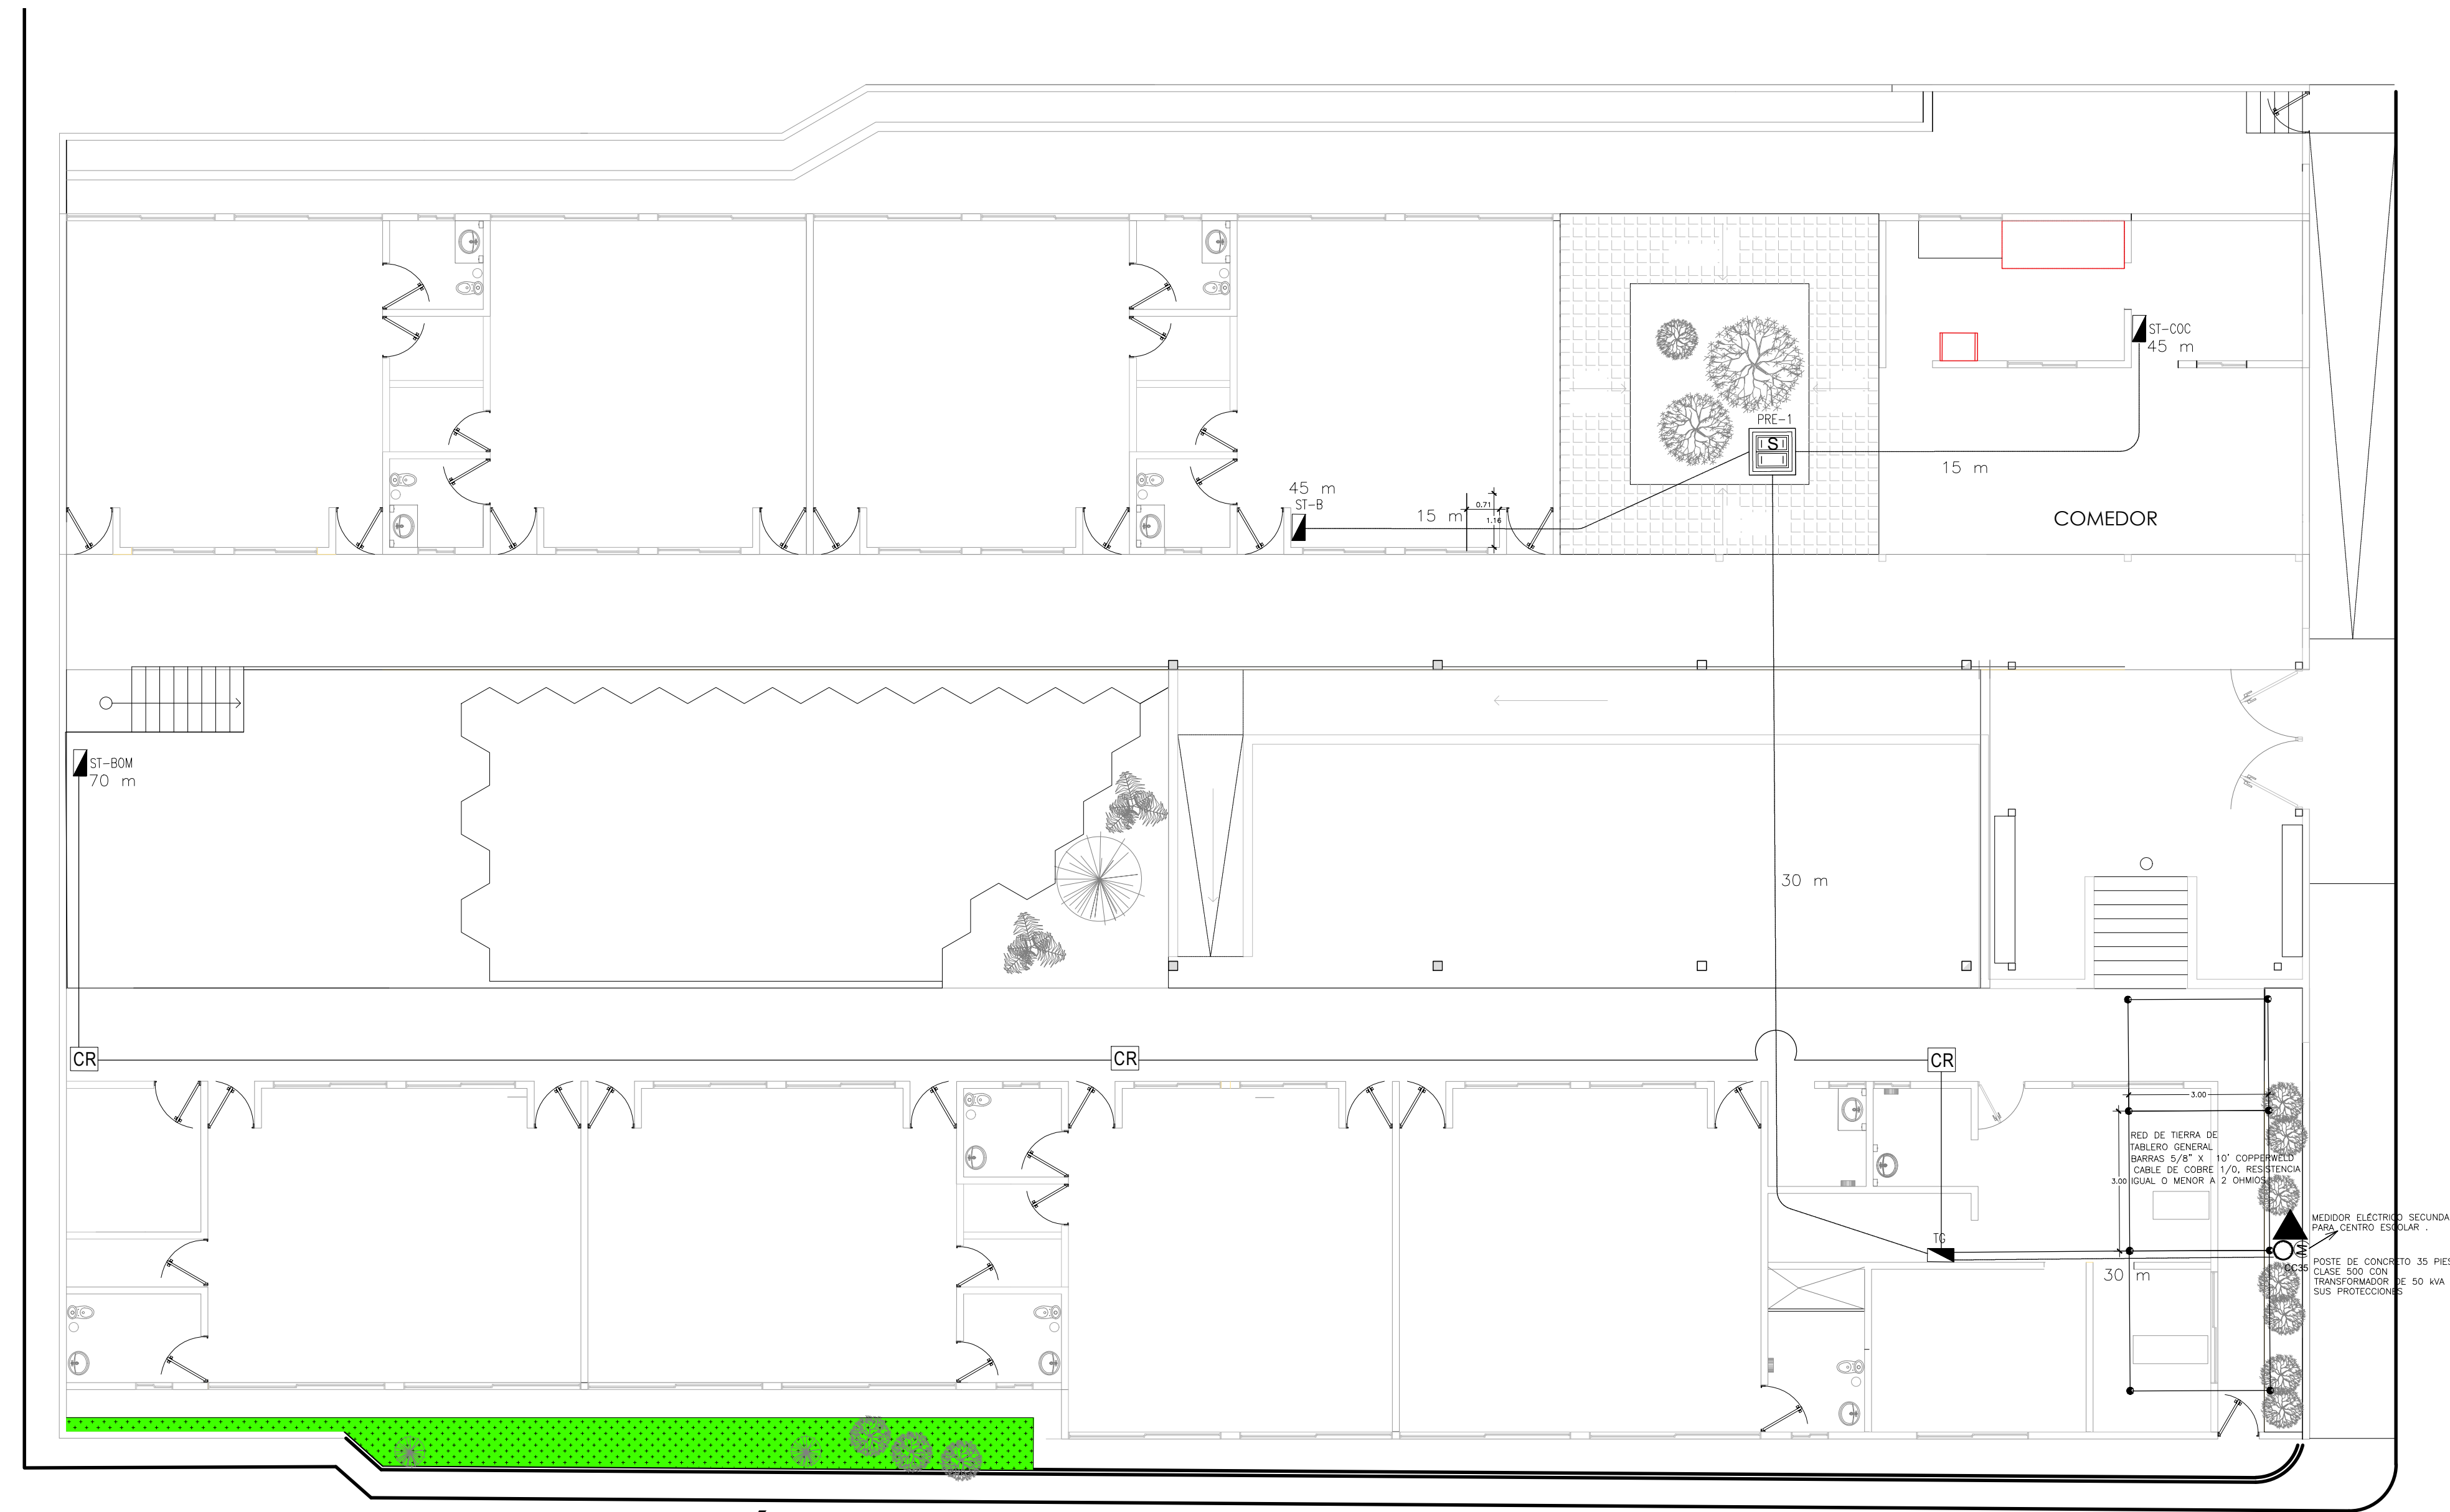 ST-COC
45 m
PRE-1
S
15 m
45 m
ST-B
15 m
0.71
1.16
COMEDOR
ST-BOM
70 m
30 m
CR
CR
CR
3.00
RED DE TIERRA DE
TABLERO GENERAL
BARRAS 5/8" X 10' COPPERWELD
CABLE DE COBRE 1/0, RESISTENCIA
3.00
IGUAL O MENOR A 2 OHMIOS
MEDIDOR ELÉCTRICO SECUNDA
PARA CENTRO ESCOLAR .
TG
M
CC35
30 m
POSTE DE CONCRETO 35 PIES
CLASE 500 CON
TRANSFORMADOR DE 50 kVA
SUS PROTECCIONES